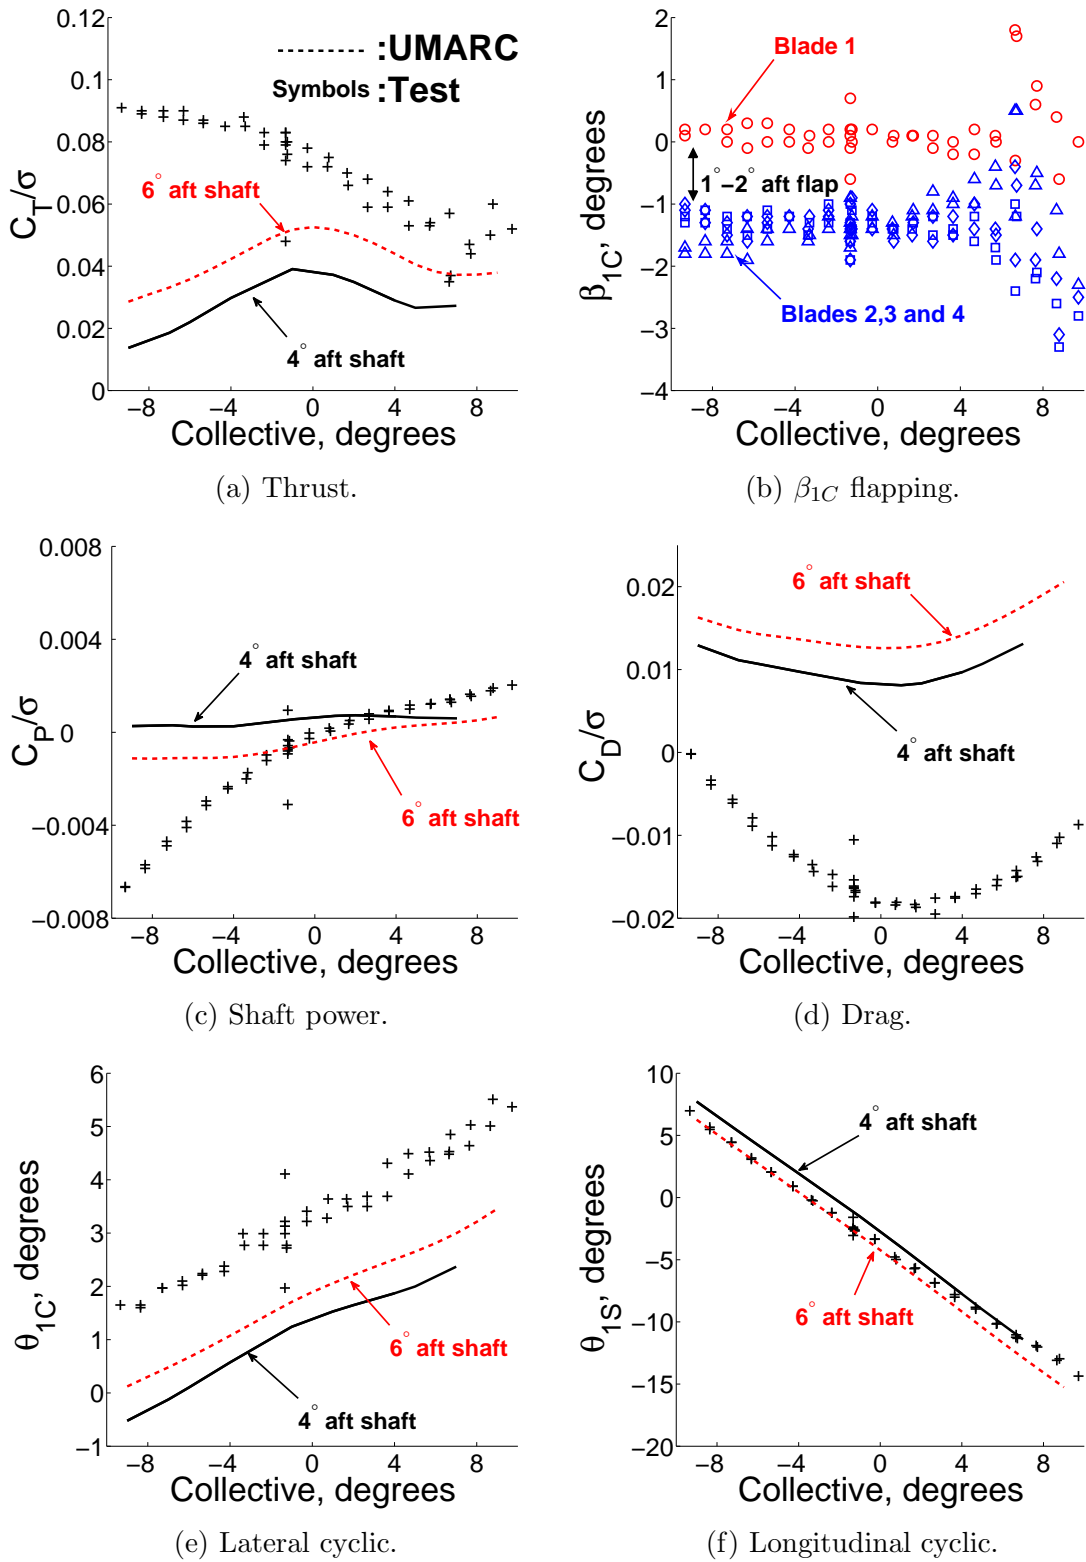 0.12
0.1
0.08
0.06
0.04
0.02
0
−8
−4
0
4
8
C_T/σ
Collective, degrees
:UMARC
Symbols :Test
6° aft shaft
4° aft shaft
(a) Thrust.
2
1
0
−1
−2
−3
−4
−8
−4
0
4
8
β_1C, degrees
Collective, degrees
Blade 1
1°−2° aft flap
Blades 2,3 and 4
(b) β_1C flapping.
0.008
0.004
0
−0.004
−0.008
−8
−4
0
4
8
C_P/σ
Collective, degrees
4° aft shaft
6° aft shaft
(c) Shaft power.
0.02
0.01
0
−0.01
−0.02
−8
−4
0
4
8
C_D/σ
Collective, degrees
6° aft shaft
4° aft shaft
(d) Drag.
6
5
4
3
2
1
0
−1
−8
−4
0
4
8
θ_1C, degrees
Collective, degrees
6° aft shaft
4° aft shaft
(e) Lateral cyclic.
10
5
0
−5
−10
−15
−20
−8
−4
0
4
8
θ_1S, degrees
Collective, degrees
4° aft shaft
6° aft shaft
(f) Longitudinal cyclic.